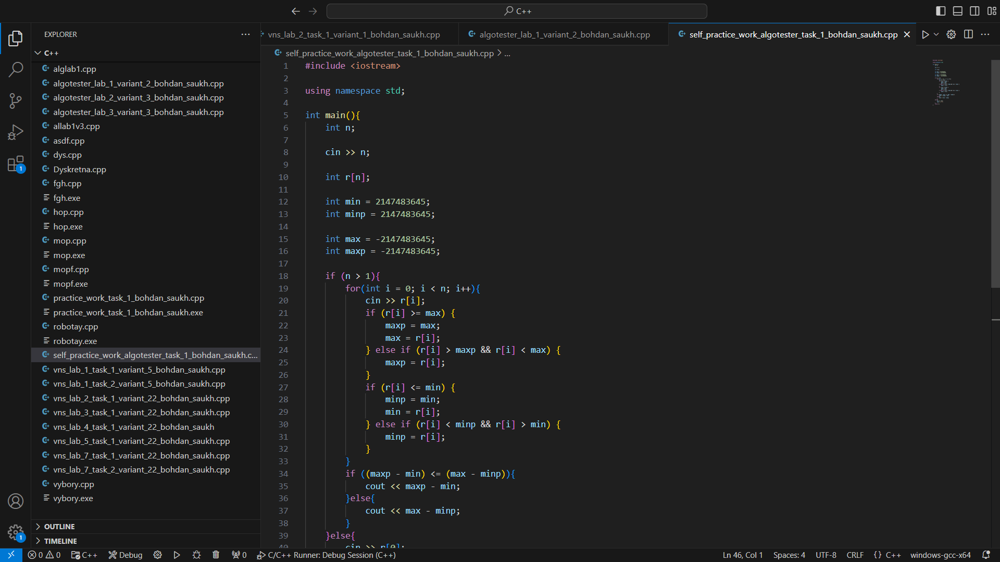 C++
EXPLORER
C++
alglab1.cpp
algotester_lab_1_variant_2_bohdan_saukh.cpp
algotester_lab_2_variant_3_bohdan_saukh.cpp
algotester_lab_3_variant_3_bohdan_saukh.cpp
allab1v3.cpp
asdf.cpp
dys.cpp
Dyskretna.cpp
fgh.cpp
fgh.exe
hop.cpp
hop.exe
mop.cpp
mop.exe
mopf.cpp
mopf.exe
practice_work_task_1_bohdan_saukh.cpp
practice_work_task_1_bohdan_saukh.exe
robotay.cpp
robotay.exe
self_practice_work_algotester_task_1_bohdan_saukh.c...
vns_lab_1_task_1_variant_5_bohdan_saukh.cpp
vns_lab_1_task_2_variant_5_bohdan_saukh.cpp
vns_lab_2_task_1_variant_22_bohdan_saukh.cpp
vns_lab_3_task_1_variant_22_bohdan_saukh.cpp
vns_lab_4_task_1_variant_22_bohdan_saukh
vns_lab_5_task_1_variant_22_bohdan_saukh.cpp
vns_lab_7_task_1_variant_22_bohdan_saukh.cpp
vns_lab_7_task_2_variant_22_bohdan_saukh.cpp
vybory.cpp
vybory.exe
OUTLINE
TIMELINE
1
1
vns_lab_2_task_1_variant_1_bohdan_saukh.cpp
algotester_lab_1_variant_2_bohdan_saukh.cpp
self_practice_work_algotester_task_1_bohdan_saukh.cpp
self_practice_work_algotester_task_1_bohdan_saukh.cpp > ...
1 #include <iostream>
2
3 using namespace std;
4
5 int main(){
6 int n;
7
8 cin >> n;
9
10 int r[n];
11
12 int min = 2147483645;
13 int minp = 2147483645;
14
15 int max = -2147483645;
16 int maxp = -2147483645;
17
18 if (n > 1){
19 for(int i = 0; i < n; i++){
20 cin >> r[i];
21 if (r[i] >= max) {
22 maxp = max;
23 max = r[i];
24 } else if (r[i] > maxp && r[i] < max) {
25 maxp = r[i];
26 }
27 if (r[i] <= min) {
28 minp = min;
29 min = r[i];
30 } else if (r[i] < minp && r[i] > min) {
31 minp = r[i];
32 }
33 }
34 if ((maxp - min) <= (max - minp)){
35 cout << maxp - min;
36 }else{
37 cout << max - minp;
38 }
39 }else{
40 cin >> r[0];
0 0 C++ Debug 0 C/C++ Runner: Debug Session (C++)
Ln 46, Col 1 Spaces: 4 UTF-8 CRLF {} C++ windows-gcc-x64